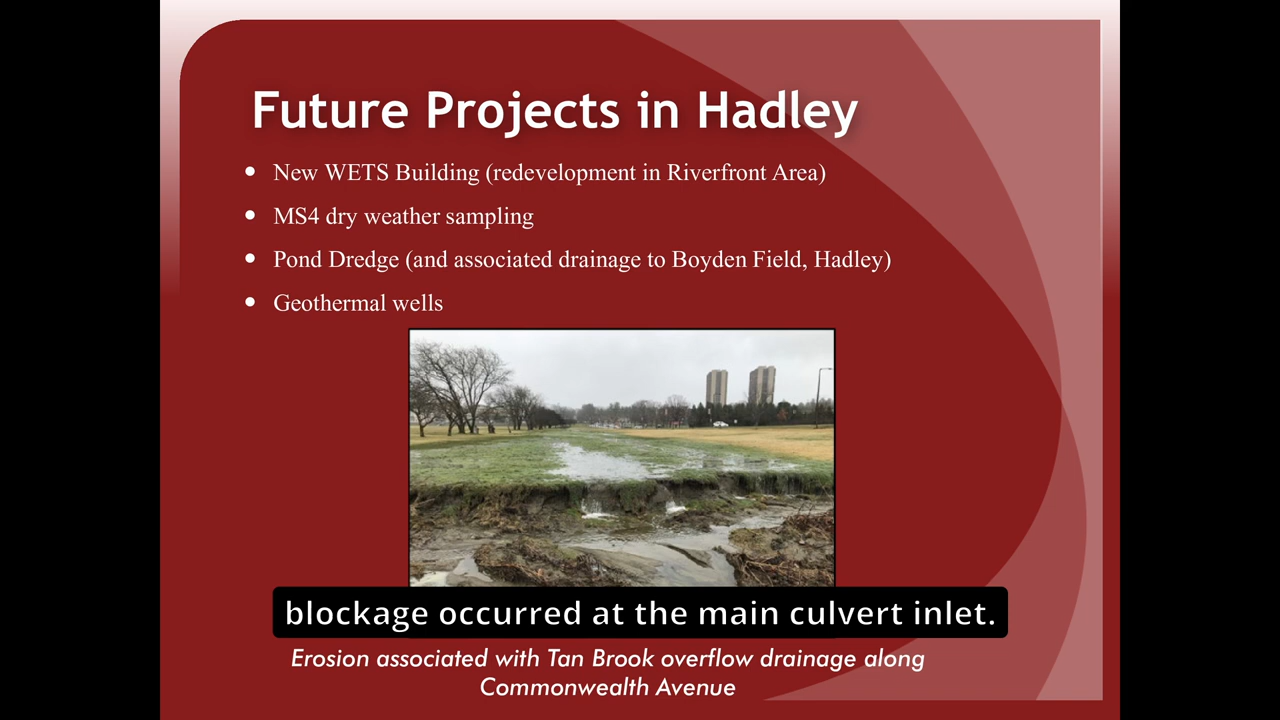 Future Projects in Hadley
New WETS Building (redevelopment in Riverfront Area)
MS4 dry weather sampling
Pond Dredge (and associated drainage to Boyden Field, Hadley)
Geothermal wells
blockage occurred at the main culvert inlet.
Erosion associated with Tan Brook overflow drainage along
Commonwealth Avenue